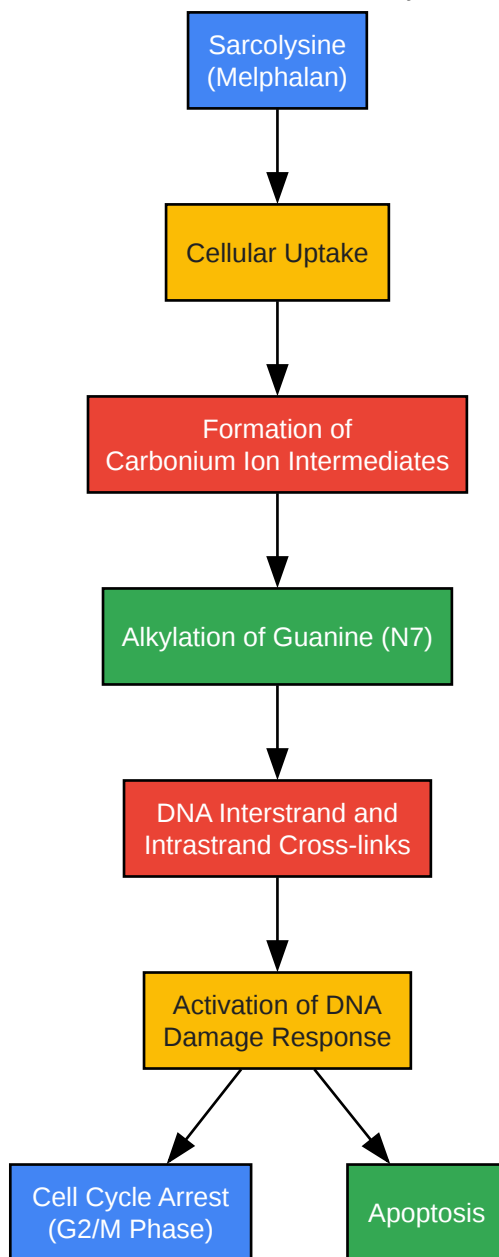 Sarcolysine
(Melphalan)
Cellular Uptake
Formation of
Carbonium Ion Intermediates
Alkylation of Guanine (N7)
DNA Interstrand and
Intrastrand Cross-links
Activation of DNA
Damage Response
Cell Cycle Arrest
(G2/M Phase)
Apoptosis